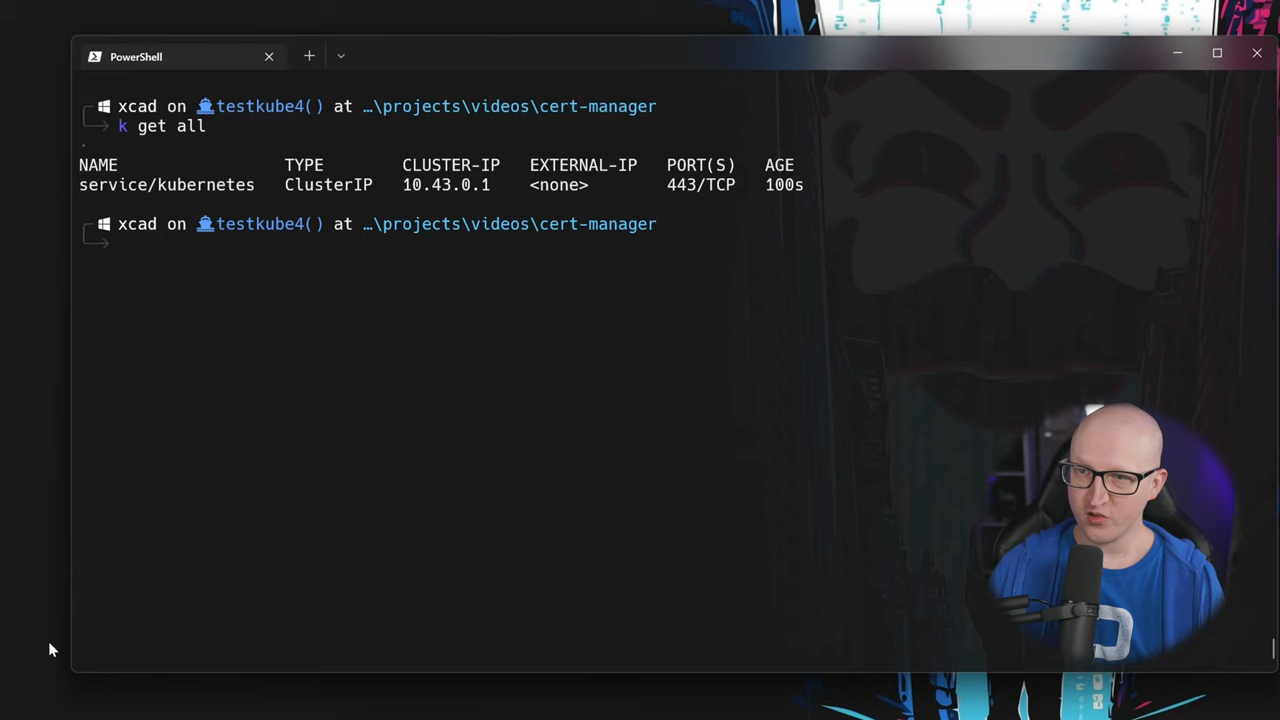 PowerShell
xcad on testkube4() at …\projects\videos\cert-manager
k get all
NAME TYPE CLUSTER-IP EXTERNAL-IP PORT(S) AGE
service/kubernetes ClusterIP 10.43.0.1 <none> 443/TCP 100s
xcad on testkube4() at …\projects\videos\cert-manager